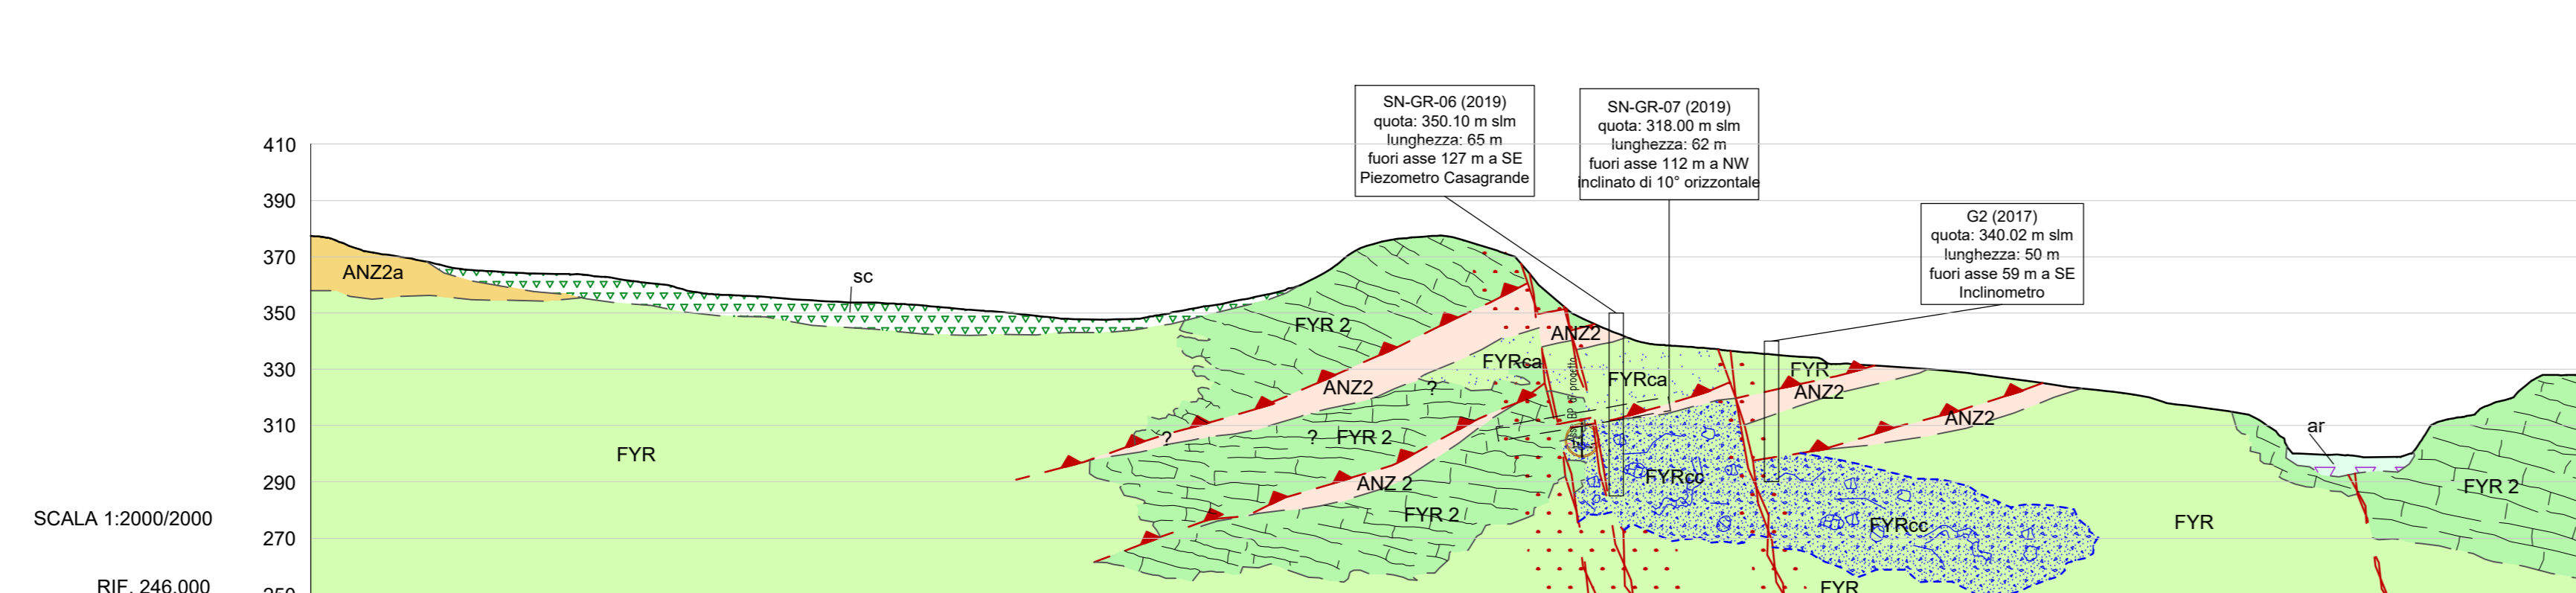 SN-GR-06 (2019)
quota: 350.10 m slm
lunghezza: 65 m
fuori asse 127 m a SE
Piezometro Casagrande
SN-GR-07 (2019)
quota: 318.00 m slm
lunghezza: 62 m
fuori asse 112 m a NW
inclinato di 10° orizzontale
G2 (2017)
quota: 340.02 m slm
lunghezza: 50 m
fuori asse 59 m a SE
Inclinometro
410
390
370
350
330
310
290
270
SCALA 1:2000/2000
RIF. 246.000
ANZ2a
sc
FYR 2
ANZ2
FYRca
FYRca
FYR
ANZ2
ANZ2
?
ANZ2
ar
?
? FYR 2
FYR
FYRcc
ANZ 2
FYR 2
FYR 2
FYRcc
FYR
FYR
progetto